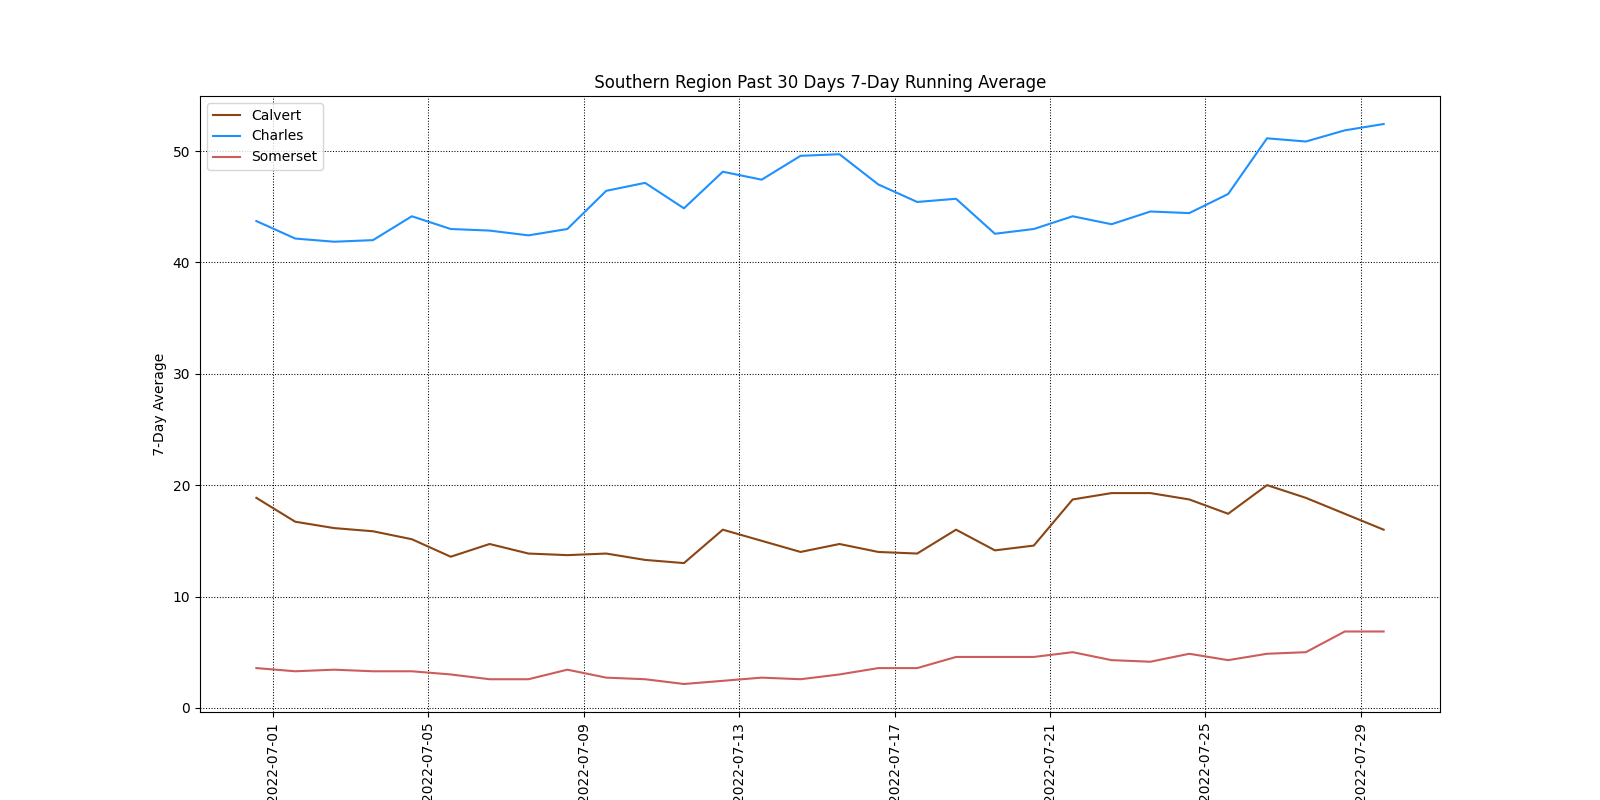 Southern Region Past 30 Days 7-Day Running Average
Calvert
Charles
Somerset
50
40
30
20
10
0
7-Day Average
2022-07-01
2022-07-05
2022-07-09
2022-07-13
2022-07-17
2022-07-21
2022-07-25
2022-07-29